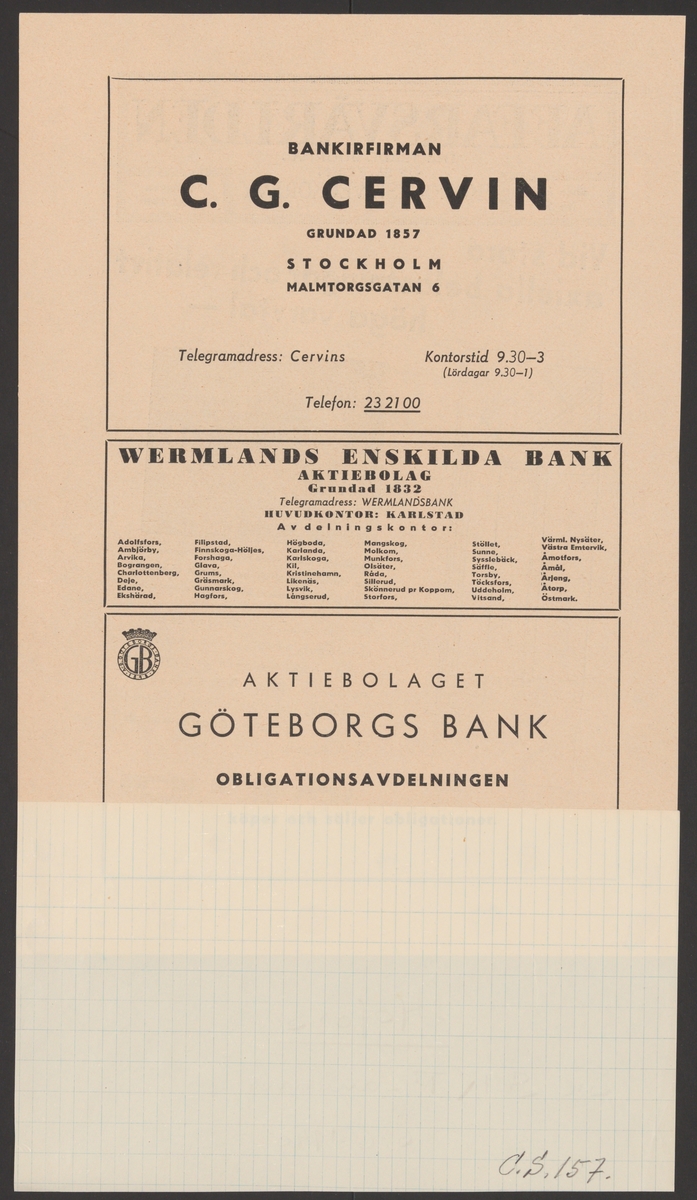 BANKIRFIRMAN
C. G. CERVIN
GRUNDAD 1857
STOCKHOLM
MALMTORGSGATAN 6
Telegramadress: Cervins
Kontorstid 9.30–3
(Lördagar 9.30–1)
Telefon: 23 21 00
WERMLANDS ENSKILDA BANK
AKTIEBOLAG
Grundad 1832
Telegramadress: WERMLANDSBANK
HUVUDKONTOR: KARLSTAD
Avdelningskontor:
Adolfsfors,
Ambjörby,
Arvika,
Bograngen,
Charlottenberg,
Deje,
Edane,
Ekshärad,
Filipstad,
Finnskoga-Höljes,
Forshaga,
Glava,
Grums,
Gräsmark,
Gunnarskog,
Hagfors,
Högboda,
Karlanda,
Karlskoga,
Kil,
Kristinehamn,
Likenäs,
Lysvik,
Långserud,
Mangskog,
Molkom,
Munkfors,
Olsäter,
Råda,
Sillerud,
Skönnerud pr Koppom,
Storfors,
Stöllet,
Sunne,
Sysslebäck,
Säffle,
Torsby,
Töcksfors,
Uddeholm,
Vitsand,
Värml. Nysäter,
Västra Emtervik,
Åmotfors,
Åmål,
Årjeng,
Åtorp,
Östmark.
GB
AKTIEBOLAGET
GÖTEBORGS BANK
OBLIGATIONSAVDELNINGEN
C.S. 157.